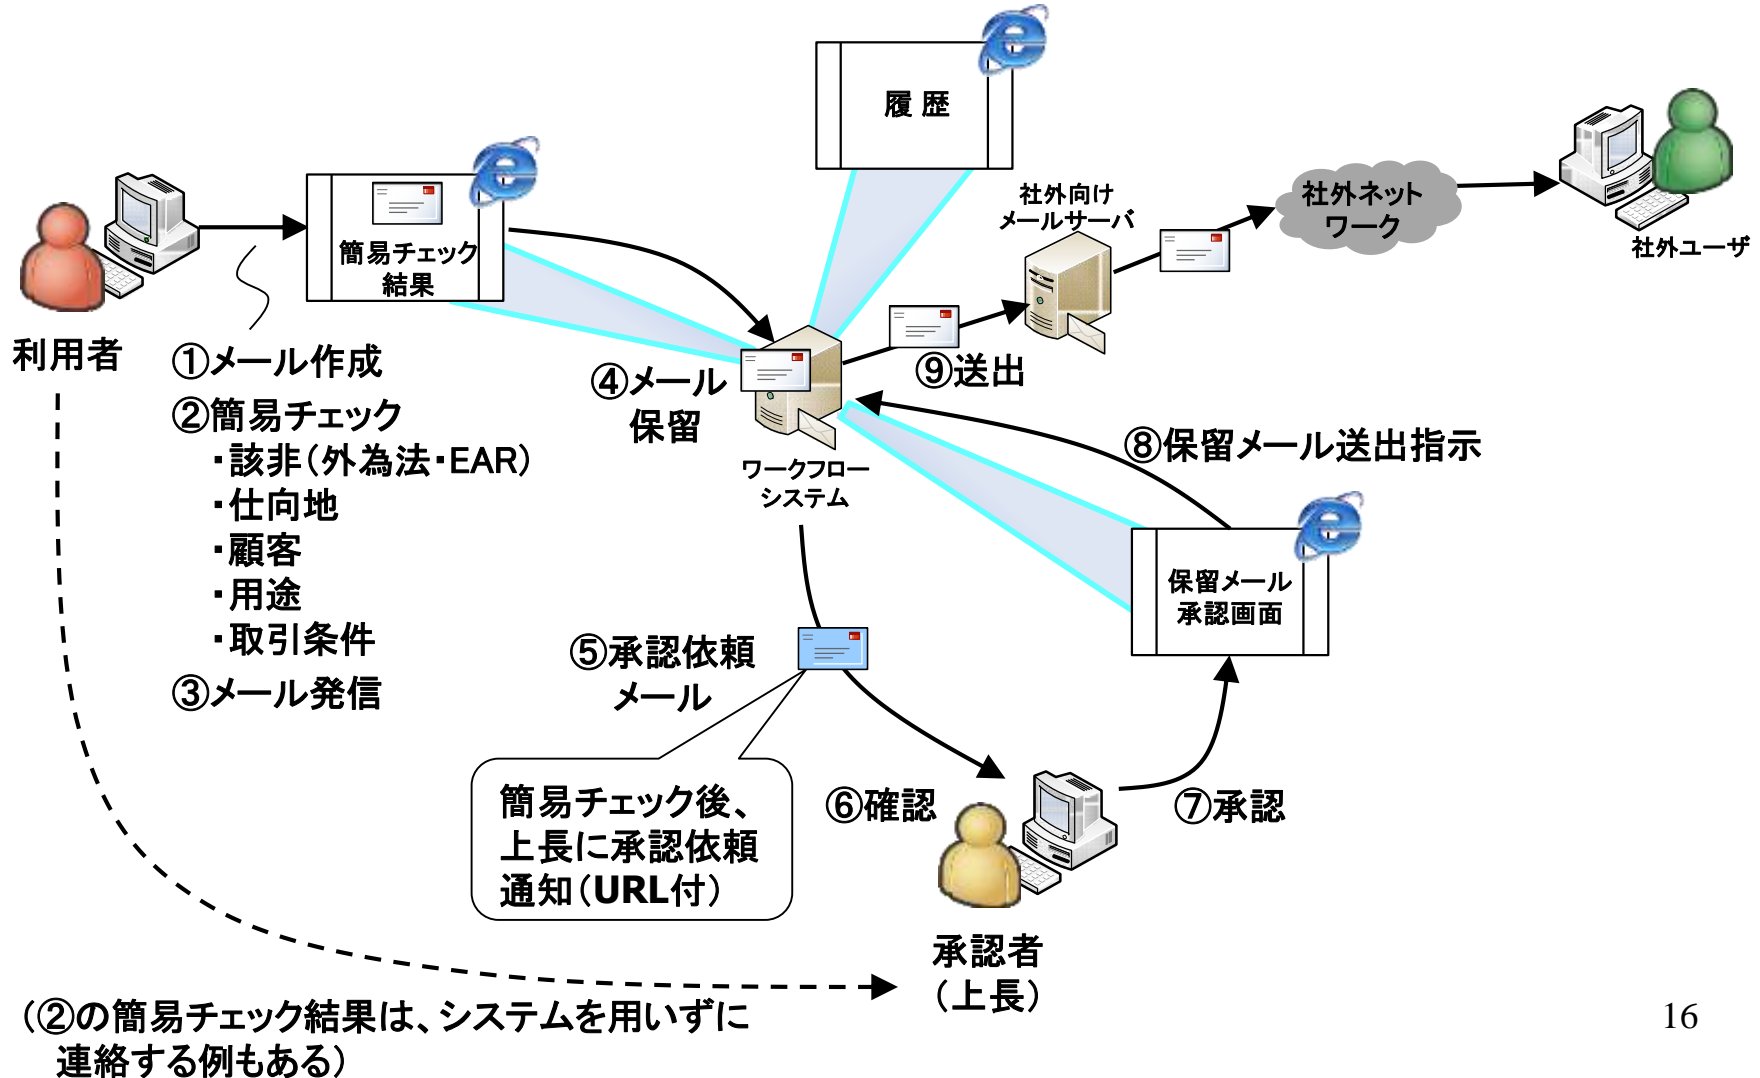 履 歴
社外向け
メールサーバ
社外ネット
ワーク
社外ユーザ
簡易チェック
結果
利用者
①メール作成
②簡易チェック
・該非(外為法・EAR)
・仕向地
・顧客
・用途
・取引条件
③メール発信
④メール
保留
⑨送出
ワークフロー
システム
⑧保留メール送出指示
保留メール
承認画面
⑤承認依頼
メール
簡易チェック後、
上長に承認依頼
通知(URL付)
⑥確認
⑦承認
承認者
(上長)
(②の簡易チェック結果は、システムを用いずに
連絡する例もある)
16